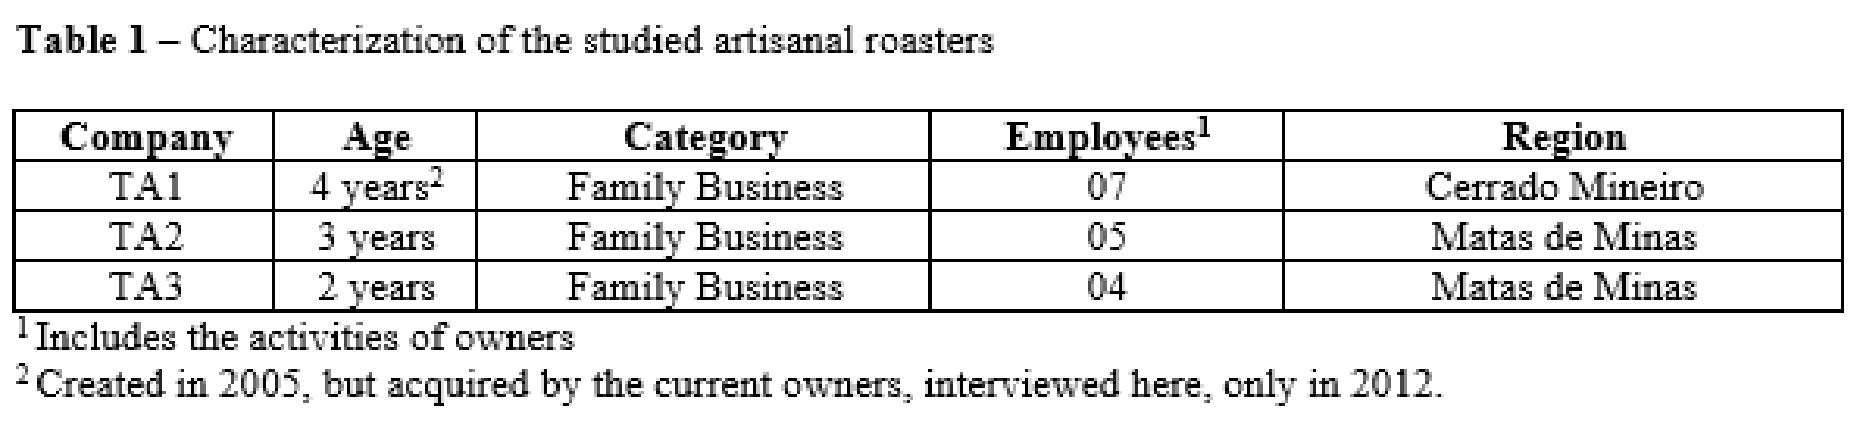 Table 1 – Characterization of the studied artisanal roasters
Company Age Category Employees¹ Region
TA1 4 years² Family Business 07 Cerrado Mineiro
TA2 3 years Family Business 05 Matas de Minas
TA3 2 years Family Business 04 Matas de Minas
¹ Includes the activities of owners
² Created in 2005, but acquired by the current owners, interviewed here, only in 2012.